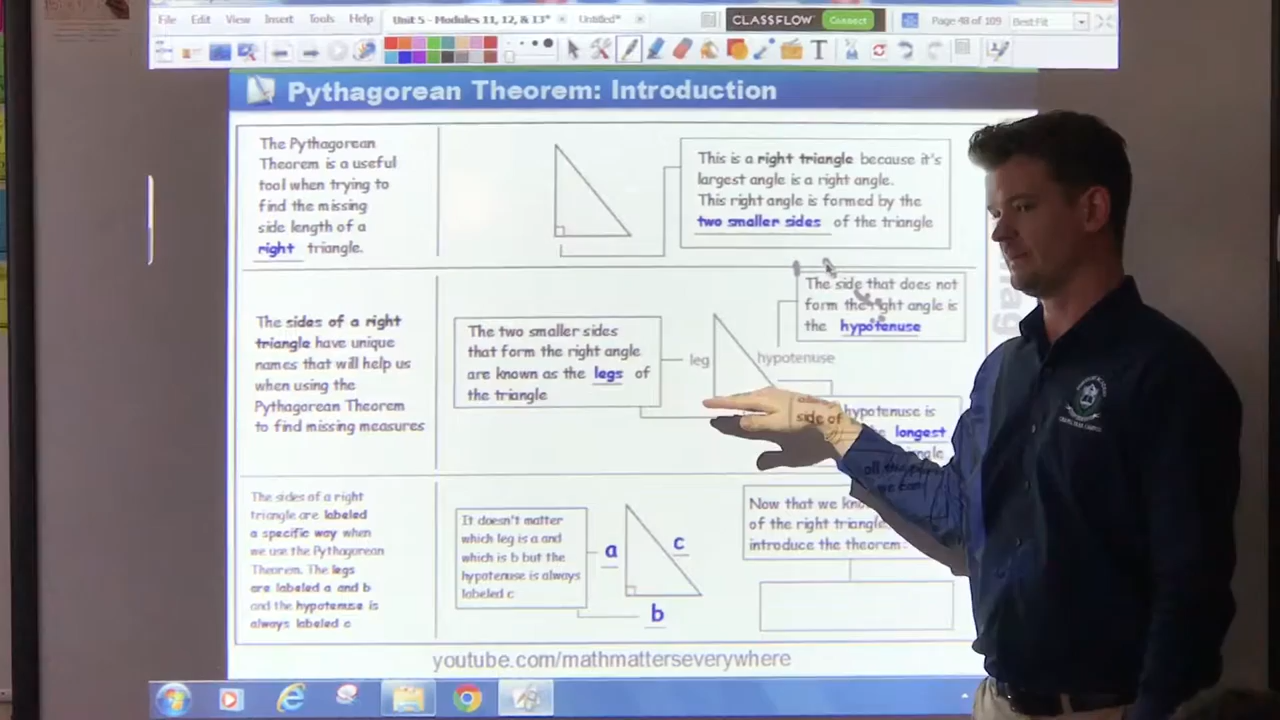 File Edit View Insert Tools Help
Unit 5 - Modules 11, 12, & 13*
Untitled*
CLASSFLOW
Connect
Page 48 of 109
Best Fit
T
Pythagorean Theorem: Introduction
The Pythagorean
Theorem is a useful
tool when trying to
find the missing
side length of a
right triangle.
This is a right triangle because it's
largest angle is a right angle.
This right angle is formed by the
two smaller sides of the triangle
The sides of a right
triangle have unique
names that will help us
when using the
Pythagorean Theorem
to find missing measures
The two smaller sides
that form the right angle
are known as the legs of
the triangle
leg
hypotenuse
The side that does not
form the right angle is
the hypotenuse
hypotenuse is
side of
longest
The sides of a right
triangle are labeled
a specific way when
we use the Pythagorean
Theorem. The legs
are labeled a and b
and the hypotenuse is
always labeled c
It doesn't matter
which leg is a and
which is b but the
hypotenuse is always
labeled c
a
c
b
Now that we
of the right triangle
introduce the theorem
youtube.com/mathmatterseverywhere